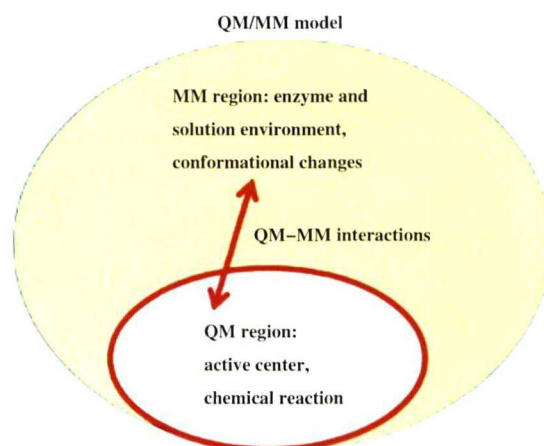 QM/MM model
MM region: enzyme and
solution environment,
conformational changes
QM–MM interactions
QM region:
active center,
chemical reaction